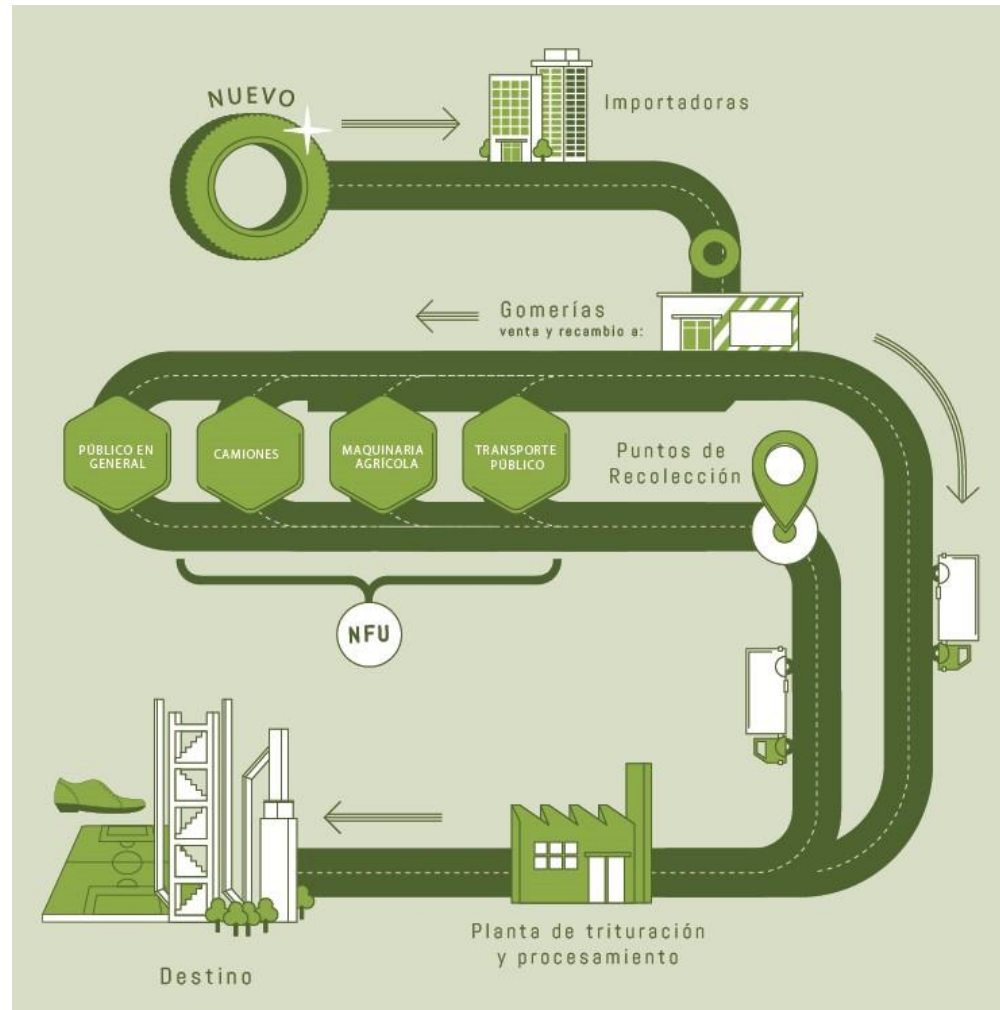 NUEVO
Importadoras
Gomerías
venta y recambio a:
PÚBLICO EN
GENERAL
CAMIONES
MAQUINARIA
AGRÍCOLA
TRANSPORTE
PÚBLICO
Puntos de
Recolección
NFU
Planta de trituración
y procesamiento
Destino